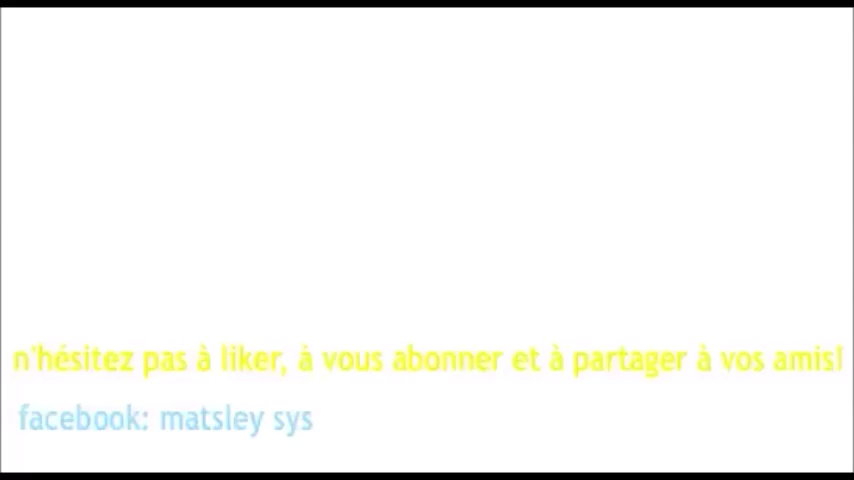 n'hésitez pas à liker, à vous abonner et à partager à vos amis!
facebook: matsley sys